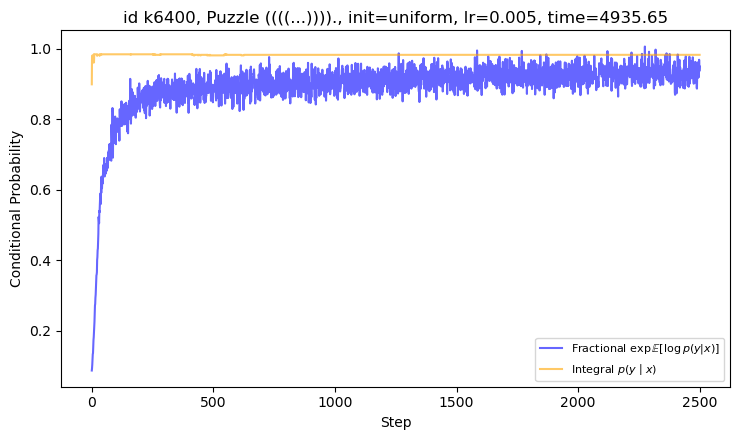 id k6400, Puzzle ((((...))))., init=uniform, lr=0.005, time=4935.65
Conditional Probability
1.0
0.8
0.6
0.4
0.2
Fractional exp𝔼[log p(y|x)]
Integral p(y | x)
0
500
1000
1500
2000
2500
Step